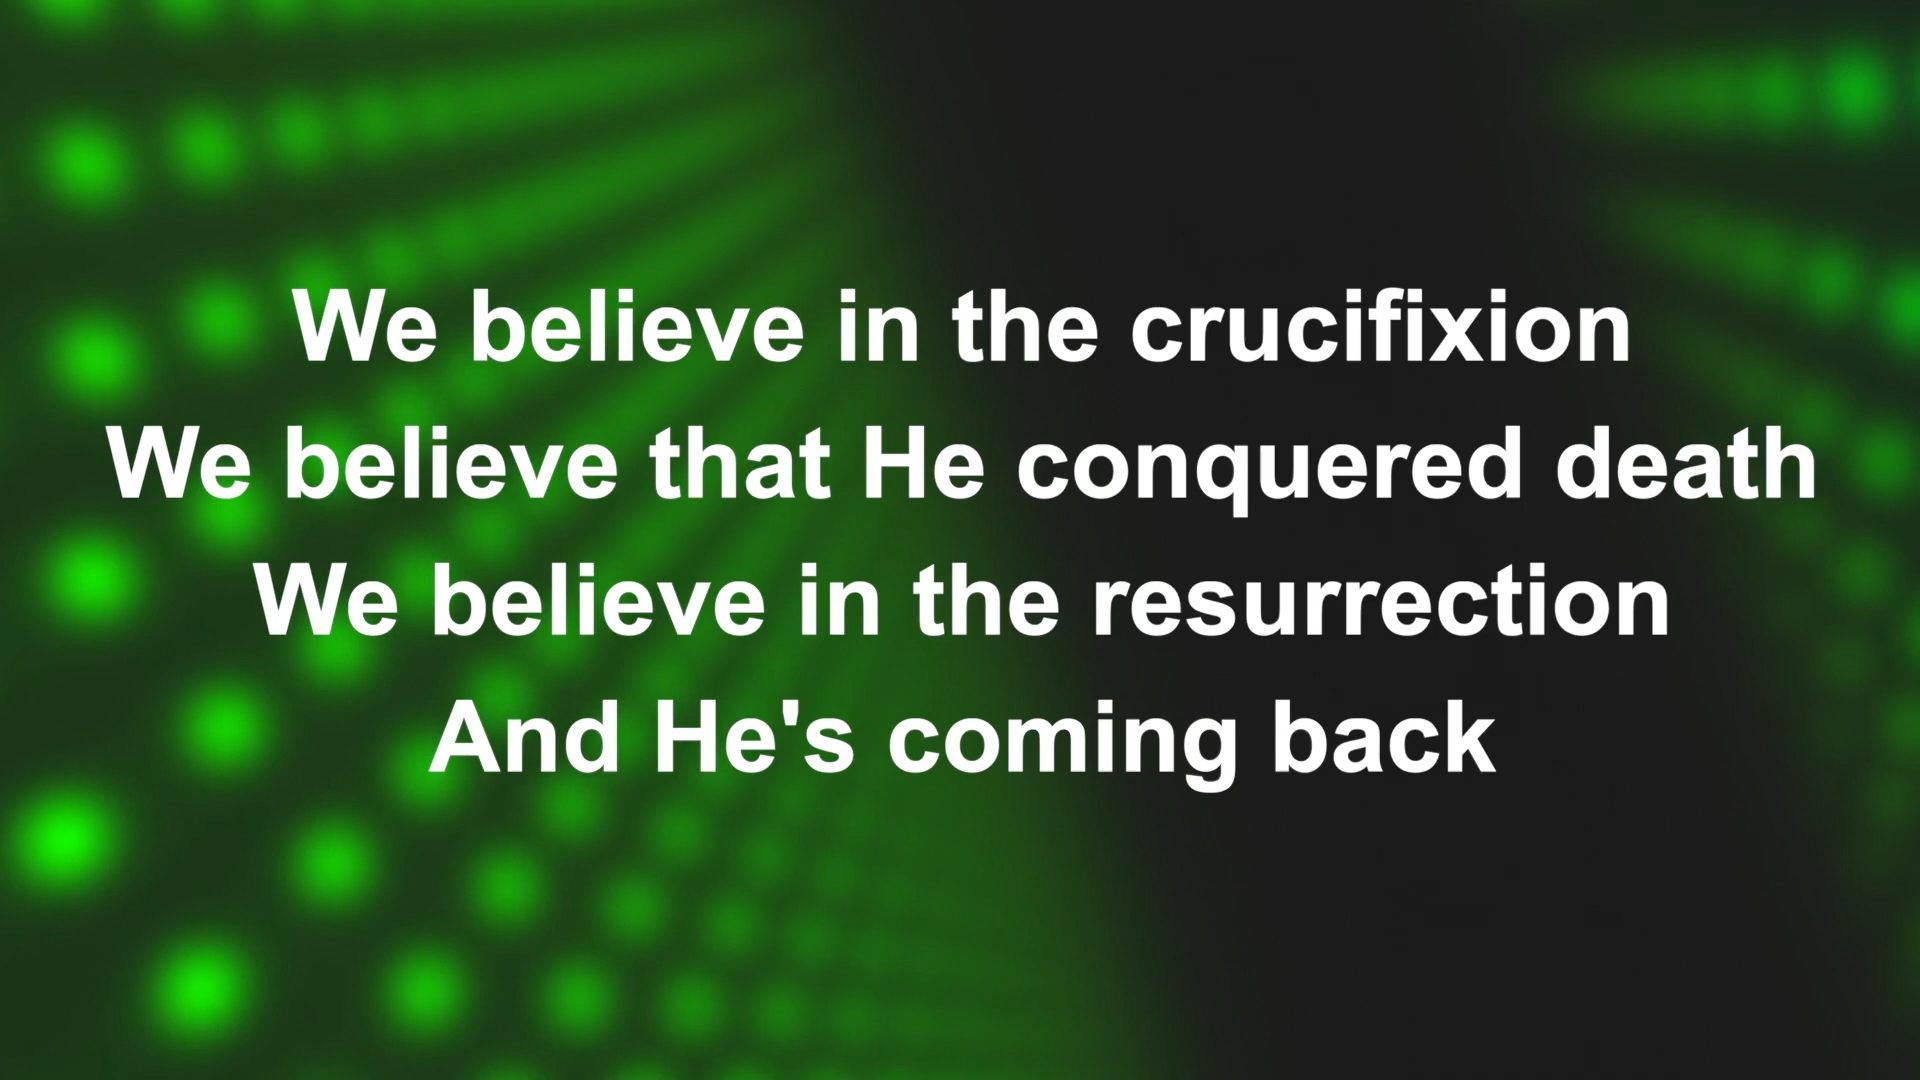 We believe in the crucifixion
We believe that He conquered death
We believe in the resurrection
And He's coming back